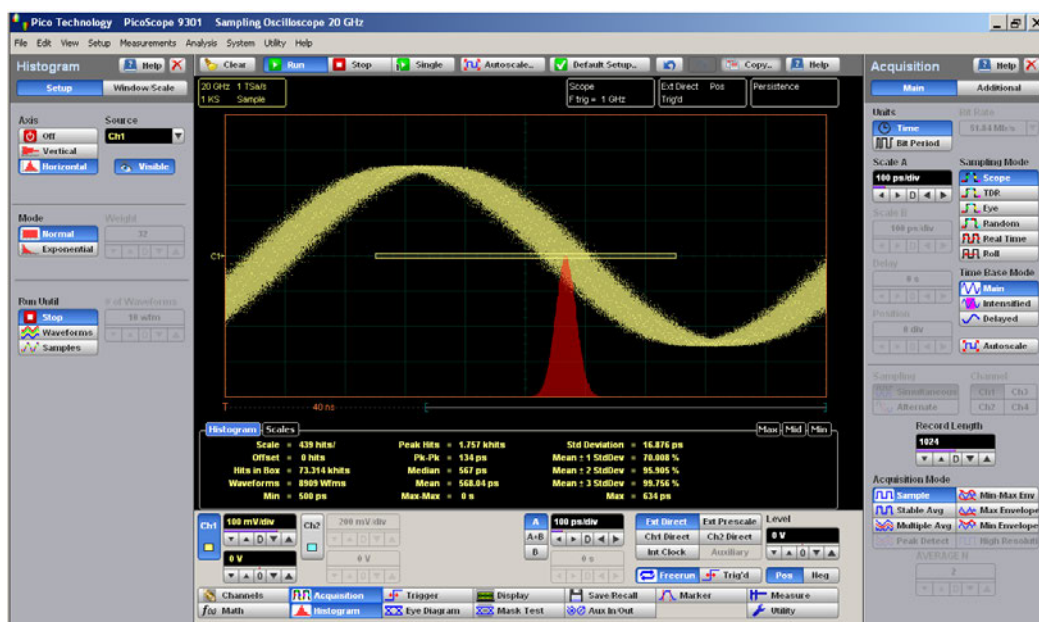 Pico Technology PicoScope 9301 Sampling Oscilloscope 20 GHz
File Edit View Setup Measurements Analysis System Utility Help
Histogram Help
Setup Window/Scale
Axis Source
Off Ch1
Vertical
Horizontal Visible
Mode Weight
Normal 32
Exponential
Run Until # of Waveforms
Stop 10 wfms
Waveforms
Samples
Clear Run Stop Single Autoscale... Default Setup... Copy... Help
20 GHz 1 TSa/s
1 KS Sample
Scope
F trig = 1 GHz
Ext Direct Pos
Trig'd
Persistence
C1
T 40 ns
Histogram Scales Max Mid Min
Scale = 439 hits/ Peak Hits = 1.757 khits Std Deviation = 16.876 ps
Offset = 0 hits Pk-Pk = 134 ps Mean ± 1 StdDev = 70.008 %
Hits in Box = 73.314 khits Median = 567 ps Mean ± 2 StdDev = 95.905 %
Waveforms = 8909 Wfms Mean = 568.04 ps Mean ± 3 StdDev = 99.756 %
Min = 500 ps Max-Max = 0 s Max = 634 ps
Ch1 100 mV/div Ch2 200 mV/div A 100 ps/div Ext Direct Ext Prescale Level
D D A+B D Ch1 Direct Ch2 Direct 0 V
0 V 0 V B 0 s Int Clock Auxiliary 0
0 0 D Freerun Trig'd Pos Neg
Channels Acquisition Trigger Display Save/Recall Marker Measure
f(x) Math Histogram Eye Diagram Mask Test Aux In/Out Utility
Acquisition Help
Main Additional
Units Bit Rate
Time 51.84 Mb/s
Bit Period
Scale A Sampling Mode
100 ps/div Scope
D TDR
Scale B Eye
100 ps/div Random
D Real Time
Delay Roll
0 s Time Base Mode
D Main
Position Intensified
0 div Delayed
D Autoscale
Sampling Channel
Simultaneous Ch1 Ch3
Alternate Ch2 Ch4
Record Length
1024
D
Acquisition Mode
Sample Min-Max Env
Stable Avg Max Envelope
Multiple Avg Min Envelope
Peak Detect High Resoluti
AVERAGE N
2
D